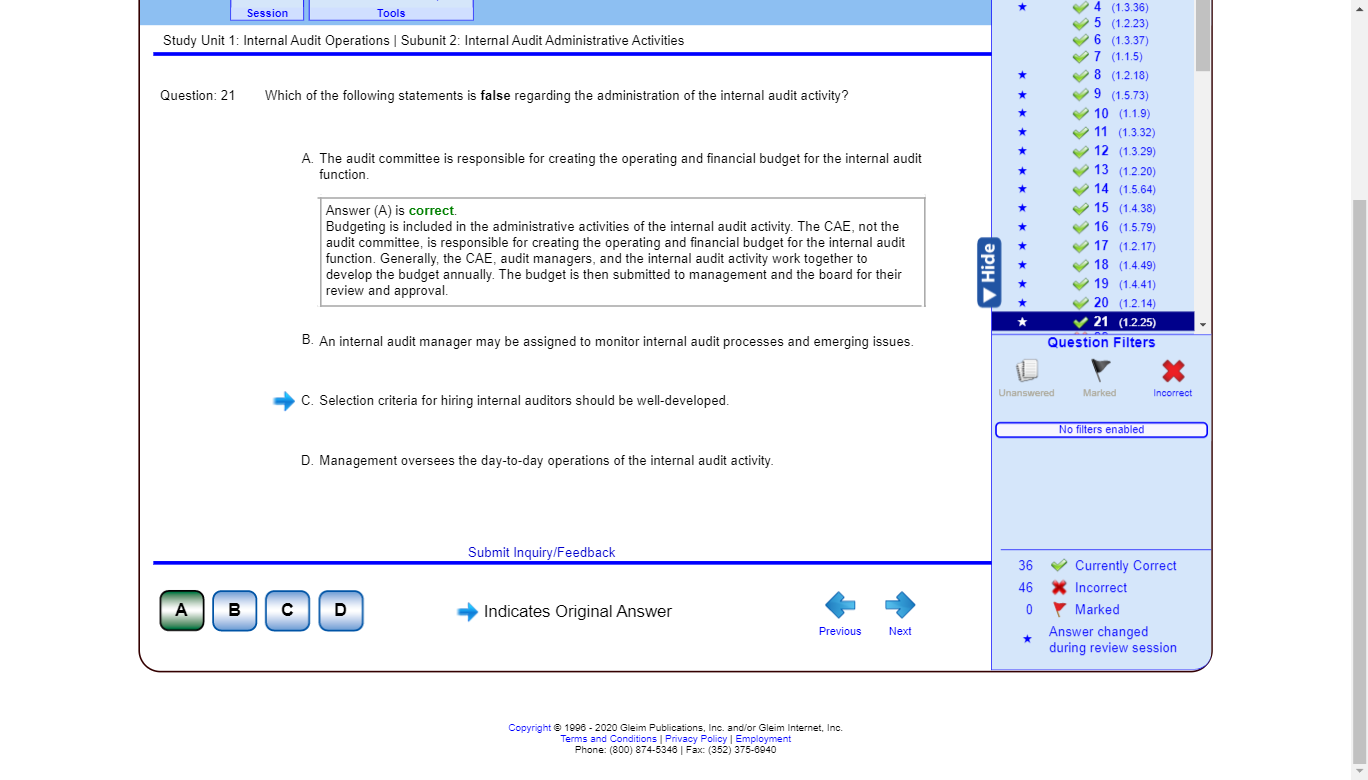 Session
Tools
Study Unit 1: Internal Audit Operations | Subunit 2: Internal Audit Administrative Activities
Question: 21 Which of the following statements is false regarding the administration of the internal audit activity?
A. The audit committee is responsible for creating the operating and financial budget for the internal audit
function.
Answer (A) is correct.
Budgeting is included in the administrative activities of the internal audit activity. The CAE, not the
audit committee, is responsible for creating the operating and financial budget for the internal audit
function. Generally, the CAE, audit managers, and the internal audit activity work together to
develop the budget annually. The budget is then submitted to management and the board for their
review and approval.
B. An internal audit manager may be assigned to monitor internal audit processes and emerging issues.
C. Selection criteria for hiring internal auditors should be well-developed.
D. Management oversees the day-to-day operations of the internal audit activity.
Submit Inquiry/Feedback
A B C D
Indicates Original Answer
Previous
Next
Hide
4 (1.3.36)
5 (1.2.23)
6 (1.3.37)
7 (1.1.5)
8 (1.2.18)
9 (1.5.73)
10 (1.1.9)
11 (1.3.32)
12 (1.3.29)
13 (1.2.20)
14 (1.5.64)
15 (1.4.38)
16 (1.5.79)
17 (1.2.17)
18 (1.4.49)
19 (1.4.41)
20 (1.2.14)
21 (1.2.25)
Question Filters
Unanswered
Marked
Incorrect
No filters enabled
36 Currently Correct
46 Incorrect
0 Marked
Answer changed
during review session
Copyright © 1996 - 2020 Gleim Publications, Inc. and/or Gleim Internet, Inc.
Terms and Conditions | Privacy Policy | Employment
Phone: (800) 874-5346 | Fax: (352) 375-6940